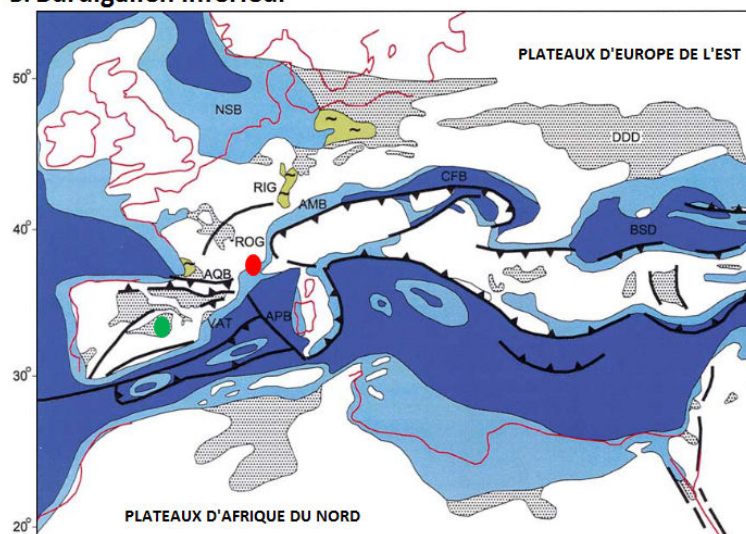 PLATEAUX D'EUROPE DE L'EST
50°
NSB
DDD
RIG
CFB
AMB
40°
ROG
BSD
AQB
VAT
APB
30°
20°
PLATEAUX D'AFRIQUE DU NORD